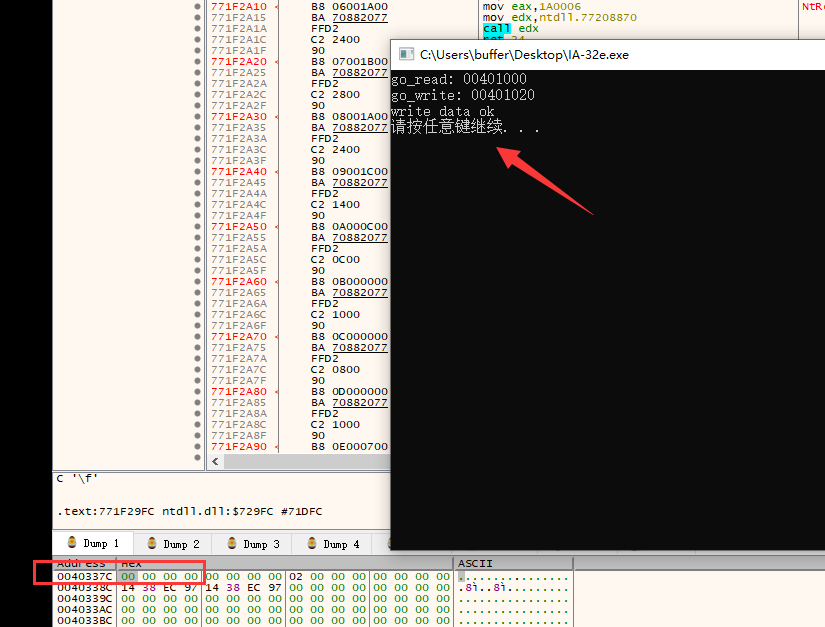 771F2A10 < B8 06001A00 mov eax,1A0006 NtRe
771F2A15 BA 70882077 mov edx,ntdll.77208870
771F2A1A FFD2 call edx
771F2A1C C2 2400
771F2A1F 90
771F2A20 < B8 07001B00
771F2A25 BA 70882077
771F2A2A FFD2
771F2A2C C2 2800
771F2A2F 90
771F2A30 < B8 08001A00
771F2A35 BA 70882077
771F2A3A FFD2
771F2A3C C2 2400
771F2A3F 90
771F2A40 < B8 09001C00
771F2A45 BA 70882077
771F2A4A FFD2
771F2A4C C2 1400
771F2A4F 90
771F2A50 < B8 0A000C00
771F2A55 BA 70882077
771F2A5A FFD2
771F2A5C C2 0C00
771F2A5F 90
771F2A60 < B8 0B000000
771F2A65 BA 70882077
771F2A6A FFD2
771F2A6C C2 1000
771F2A6F 90
771F2A70 < B8 0C000000
771F2A75 BA 70882077
771F2A7A FFD2
771F2A7C C2 0800
771F2A7F 90
771F2A80 < B8 0D000000
771F2A85 BA 70882077
771F2A8A FFD2
771F2A8C C2 1000
771F2A8F 90
771F2A90 < B8 0E000700
C:\Users\buffer\Desktop\IA-32e.exe
go_read: 00401000
go_write: 00401020
write data ok
请按任意键继续. . .
C '\f'
.text:771F29FC ntdll.dll:$729FC #71DFC
Dump 1 Dump 2 Dump 3 Dump 4
Address Hex ASCII
0040337C 00 00 00 00 00 00 00 00 02 00 00 00 00 00 00 00 ................
0040338C 14 38 EC 97 14 38 EC 97 00 00 00 00 00 00 00 00 .8ì..8ì.........
0040339C 00 00 00 00 00 00 00 00 00 00 00 00 00 00 00 00 ................
004033AC 00 00 00 00 00 00 00 00 00 00 00 00 00 00 00 00 ................
004033BC 00 00 00 00 00 00 00 00 00 00 00 00 00 00 00 00 ................